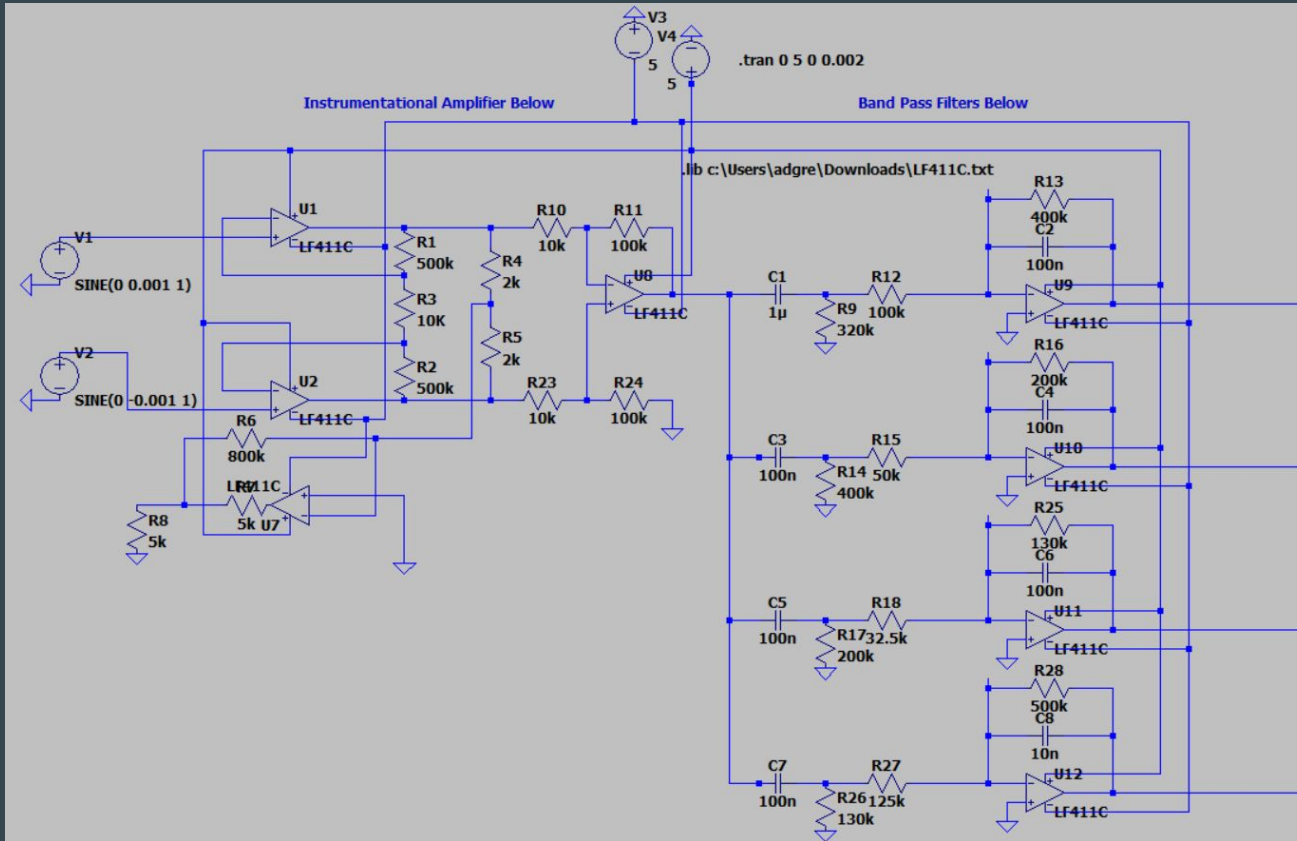 V3
V4
5
5
.tran 0 5 0 0.002
Instrumentational Amplifier Below
Band Pass Filters Below
.lib c:\Users\adgre\Downloads\LF411C.txt
V1
SINE(0 0.001 1)
V2
SINE(0 -0.001 1)
U1
LF411C
U2
LF411C
R1
500k
R3
10K
R2
500k
R4
2k
R5
2k
R10
10k
R11
100k
U8
LF411C
R23
10k
R24
100k
R6
800k
LF411C
R7
5k
U7
R8
5k
C1
1µ
R9
320k
R12
100k
R13
400k
C2
100n
U9
LF411C
C3
100n
R14
400k
R15
50k
R16
200k
C4
100n
U10
LF411C
C5
100n
R17
200k
R18
32.5k
R25
130k
C6
100n
U11
LF411C
C7
100n
R26
130k
R27
125k
R28
500k
C8
10n
U12
LF411C